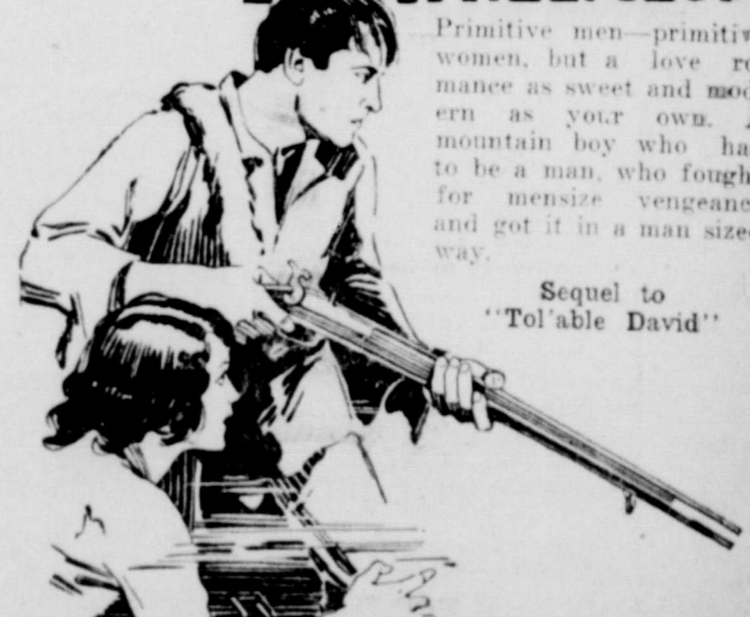 Primitive men—primitiv
women, but a love ro
mance as sweet and mod
ern as your own.
mountain boy who ha
to be a man, who fough
for mensize vengeanc
and got it in a man size
way.
Sequel to
"Tol'able David"